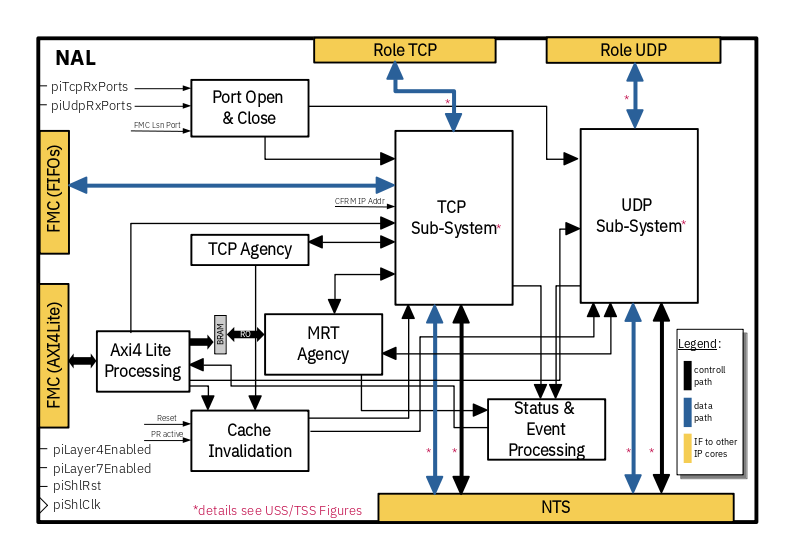 NAL
Role TCP
Role UDP
piTcpRxPorts
piUdpRxPorts
FMC Lsn Port
Port Open
& Close
*
*
FMC (FIFOs)
CFRM IP Addr
TCP
Sub-System*
UDP
Sub-System*
TCP Agency
FMC (AXI4Lite)
Axi4 Lite
Processing
BRAM
RO
MRT
Agency
Legend:
controll
path
data
path
IF to other
IP cores
Reset
PR active
Cache
Invalidation
Status &
Event
Processing
*
*
*
*
piLayer4Enabled
piLayer7Enabled
piShlRst
piShlClk
*details see USS/TSS Figures
NTS